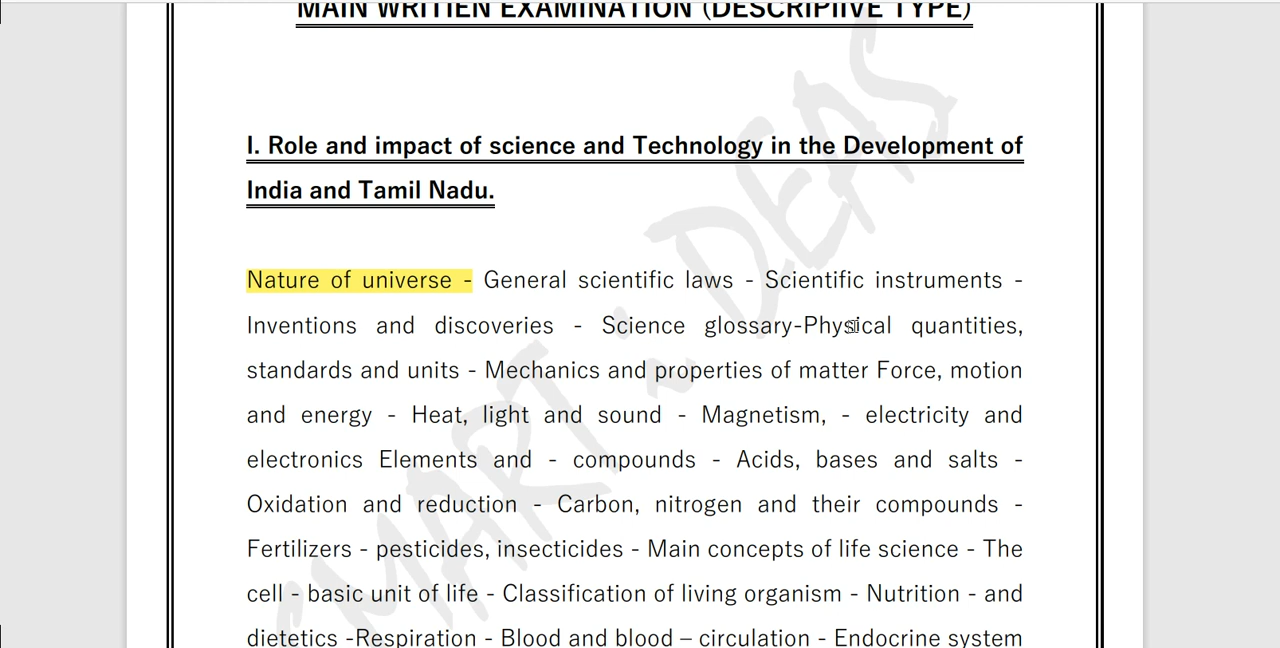 MAIN WRITTEN EXAMINATION (DESCRIPTIVE TYPE)
I. Role and impact of science and Technology in the Development of
India and Tamil Nadu.
Nature of universe - General scientific laws - Scientific instruments -
Inventions and discoveries - Science glossary-Physical quantities,
standards and units - Mechanics and properties of matter Force, motion
and energy - Heat, light and sound - Magnetism, - electricity and
electronics Elements and - compounds - Acids, bases and salts -
Oxidation and reduction - Carbon, nitrogen and their compounds -
Fertilizers - pesticides, insecticides - Main concepts of life science - The
cell - basic unit of life - Classification of living organism - Nutrition - and
dietetics -Respiration - Blood and blood – circulation - Endocrine system
SMART i DEAS